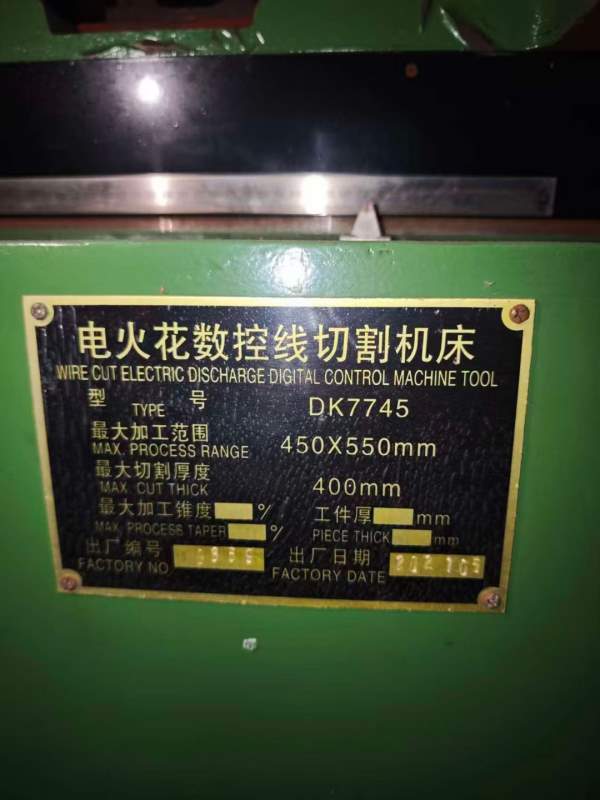 电火花数控线切割机床
WIRE CUT ELECTRIC DISCHARGE DIGITAL CONTROL MACHINE TOOL
型 号 DK7745
TYPE
最大加工范围 450X550mm
MAX. PROCESS RANGE
最大切割厚度 400mm
MAX. CUT THICK
最大加工锥度 % 工件厚 mm
MAX. PROCESS TAPER % PIECE THICK mm
出厂编号 出厂日期
FACTORY NO FACTORY DATE